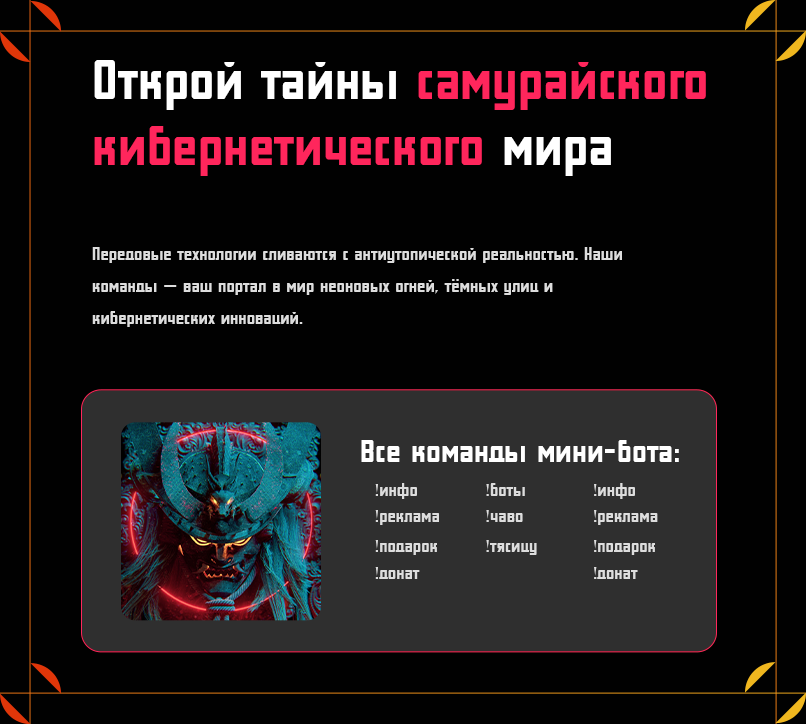 Открой тайны самурайского
кибернетического мира
Передовые технологии сливаются с антиутопической реальностью. Наши
команды — ваш портал в мир неоновых огней, тёмных улиц и
кибернетических инноваций.
Все команды мини-бота:
!инфо !боты !инфо
!реклама !чаво !реклама
!подарок !тясицу !подарок
!донат !донат